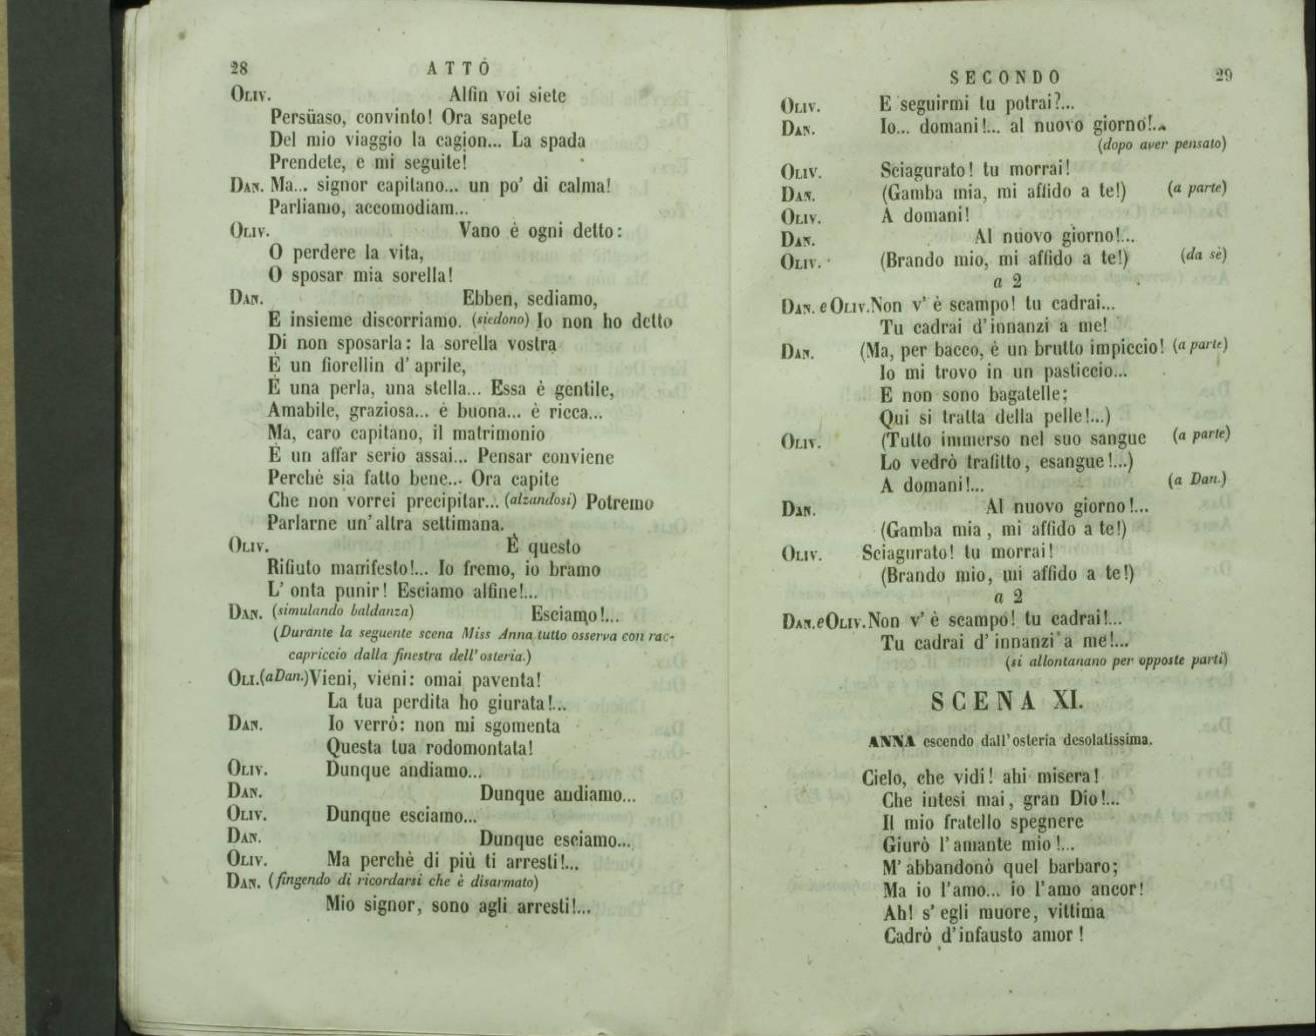 28 ATTO
OLIV. Alfin voi siete
Persüaso, convinto! Ora sapete
Del mio viaggio la cagion... La spada
Prendete, e mi seguite!
DAN. Ma... signor capitano... un po' di calma!
Parliamo, accomodiam...
OLIV. Vano è ogni detto:
O perdere la vita,
O sposar mia sorella!
DAN. Ebben, sediamo,
E insieme discorriamo. (siedono) Io non ho detto
Di non sposarla: la sorella vostra
È un fiorellin d'aprile,
È una perla, una stella... Essa è gentile,
Amabile, graziosa... è buona... è ricca...
Ma, caro capitano, il matrimonio
È un affar serio assai... Pensar conviene
Perchè sia fatto bene... Ora capite
Che non vorrei precipitar... (alzandosi) Potremo
Parlarne un'altra settimana.
OLIV. È questo
Rifiuto manifesto!... Io fremo, io bramo
L'onta punir! Esciamo alfine!...
DAN. (simulando baldanza) Esciamo!...
(Durante la seguente scena Miss Anna tutto osserva con rac-
capriccio dalla finestra dell'osteria.)
OLI.(aDan.)Vieni, vieni: omai paventa!
La tua perdita ho giurata!...
DAN. Io verrò: non mi sgomenta
Questa tua rodomontata!
OLIV. Dunque andiamo...
DAN. Dunque andiamo...
OLIV. Dunque esciamo...
DAN. Dunque esciamo...
OLIV. Ma perchè di più ti arresti!...
DAN. (fingendo di ricordarsi che è disarmato)
Mio signor, sono agli arresti!...
SECONDO 29
OLIV. E seguirmi tu potrai?...
DAN. Io... domani!... al nuovo giorno!...
(dopo aver pensato)
OLIV. Sciagurato! tu morrai!
DAN. (Gamba mia, mi affido a te!) (a parte)
OLIV. A domani!
DAN. Al nuovo giorno!...
OLIV. (Brando mio, mi affido a te!) (da sè)
a 2
DAN. e OLIV. Non v'è scampo! tu cadrai...
Tu cadrai d'innanzi a me!
DAN. (Ma, per bacco, è un brutto impiccio! (a parte)
Io mi trovo in un pasticcio...
E non sono bagatelle;
Qui si tratta della pelle!...)
OLIV. (Tutto immerso nel suo sangue (a parte)
Lo vedrò trafitto, esangue!...)
A domani!... (a Dan.)
DAN. Al nuovo giorno!...
(Gamba mia, mi affido a te!)
OLIV. Sciagurato! tu morrai!
(Brando mio, mi affido a te!)
a 2
DAN. e OLIV. Non v'è scampo! tu cadrai!...
Tu cadrai d'innanzi a me!...
(si allontanano per opposte parti)
SCENA XI.
ANNA escendo dall'osteria desolatissima.
Cielo, che vidi! ahi misera!
Che intesi mai, gran Dio!...
Il mio fratello spegnere
Giurò l'amante mio!...
M'abbandonò quel barbaro;
Ma io l'amo... io l'amo ancor!
Ah! s'egli muore, vittima
Cadrò d'infausto amor!